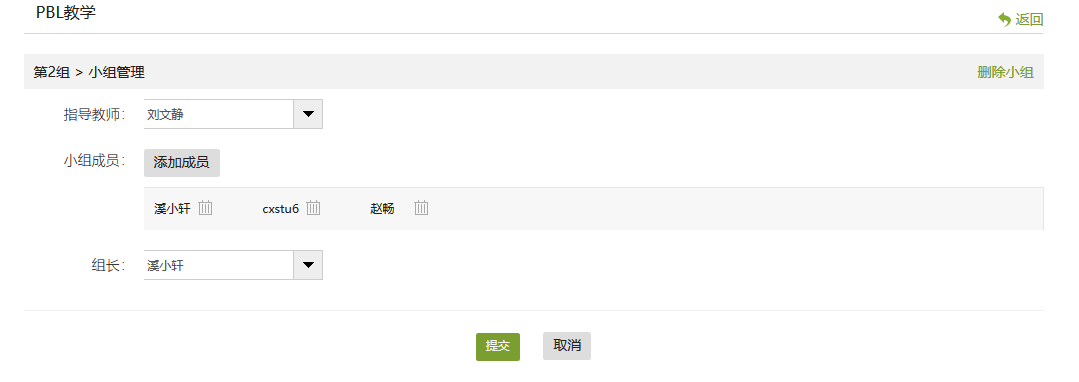 PBL教学
返回
第2组 > 小组管理
删除小组
指导教师：
刘文静
小组成员：
添加成员
溪小轩
cxstu6
赵畅
组长：
溪小轩
提交
取消